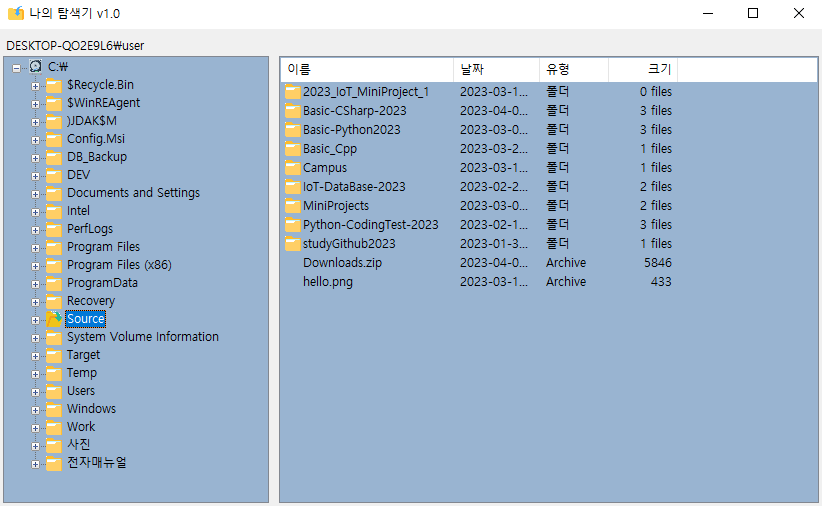 나의 탐색기 v1.0
DESKTOP-QO2E9L6\user
C:\
$Recycle.Bin
$WinREAgent
)JDAK$M
Config.Msi
DB_Backup
DEV
Documents and Settings
Intel
PerfLogs
Program Files
Program Files (x86)
ProgramData
Recovery
Source
System Volume Information
Target
Temp
Users
Windows
Work
사진
전자매뉴얼
이름 날짜 유형 크기
2023_IoT_MiniProject_1 2023-03-1... 폴더 0 files
Basic-CSharp-2023 2023-04-0... 폴더 3 files
Basic-Python2023 2023-03-0... 폴더 3 files
Basic_Cpp 2023-03-2... 폴더 1 files
Campus 2023-03-1... 폴더 1 files
IoT-DataBase-2023 2023-02-2... 폴더 2 files
MiniProjects 2023-03-0... 폴더 2 files
Python-CodingTest-2023 2023-02-1... 폴더 3 files
studyGithub2023 2023-01-3... 폴더 1 files
Downloads.zip 2023-04-0... Archive 5846
hello.png 2023-03-1... Archive 433